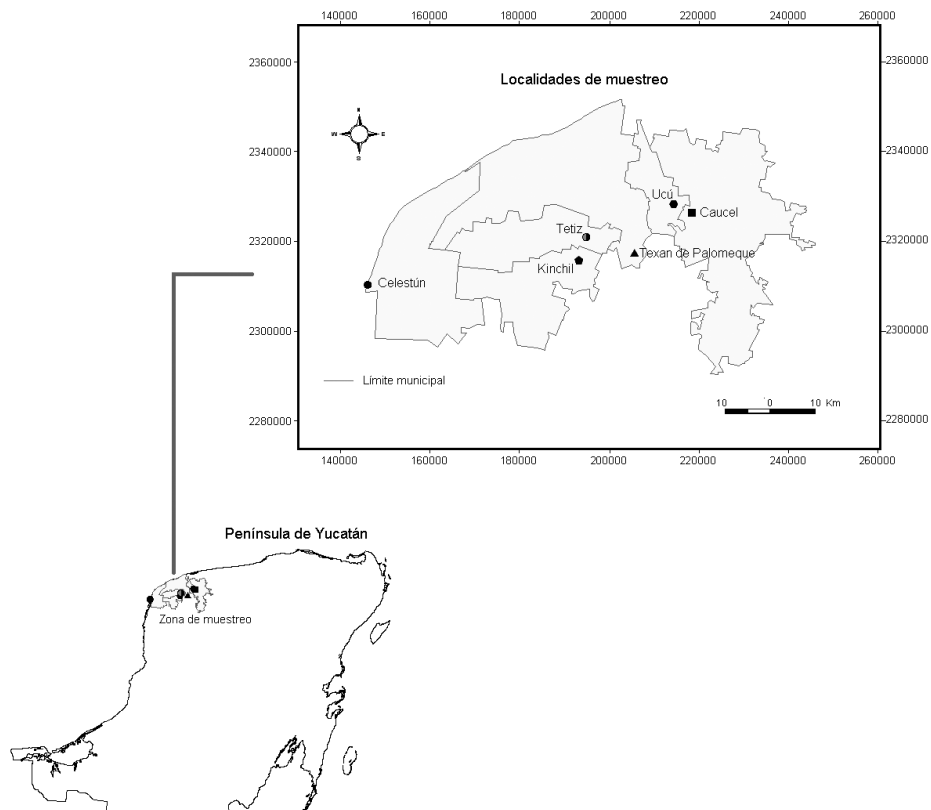 140000 160000 180000 200000 220000 240000 260000
2360000 2360000
Localidades de muestreo
2340000 2340000
Ucú
Caucel
Tetiz
2320000 2320000
Texan de Palomeque
Kinchil
Celestún
2300000 2300000
Límite municipal
10 0 10 Km
2280000 2280000
140000 160000 180000 200000 220000 240000 260000
Península de Yucatán
Zona de muestreo